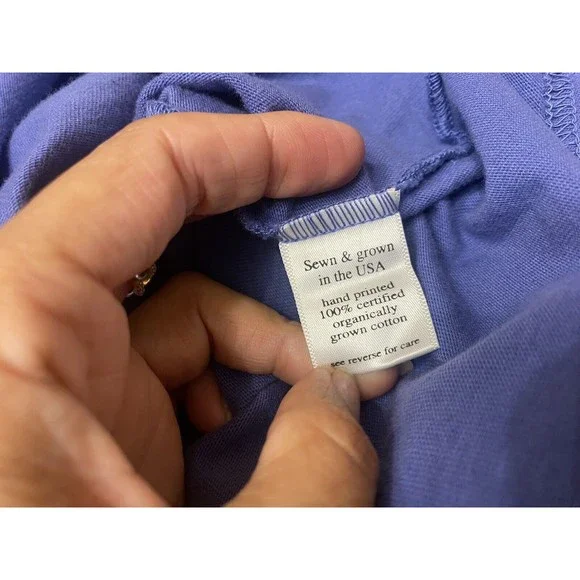 Sewn & grown
in the USA
hand printed
100% certified
organically
grown cotton
see reverse for care